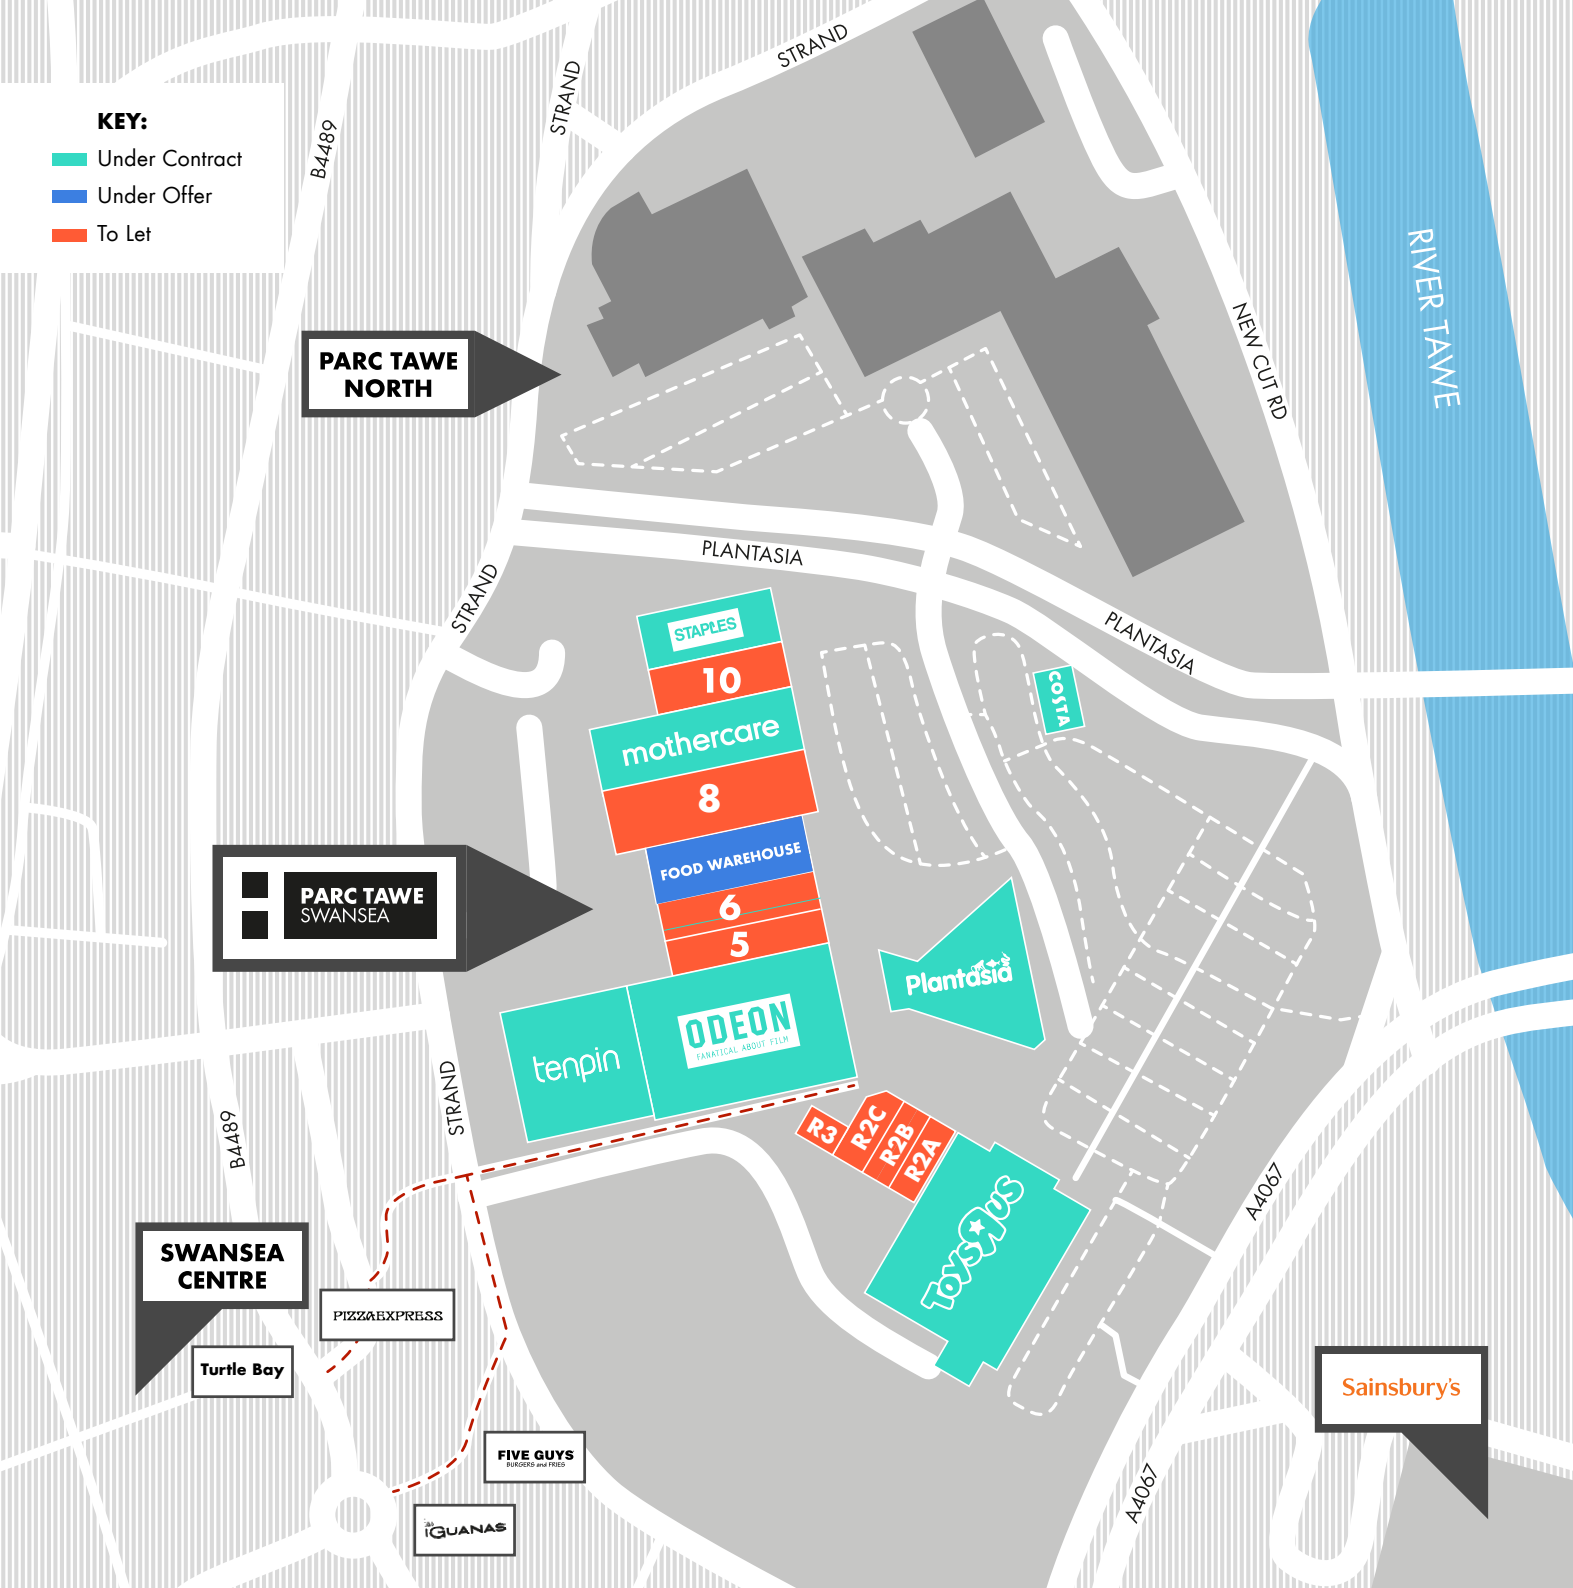 STRAND
STRAND
KEY:
Under Contract
Under Offer
To Let
B4489
RIVER TAWE
NEW CUT RD
PARC TAWE
NORTH
PLANTASIA
STRAND
PLANTASIA
STAPLES
10
COSTA
mothercare
8
FOOD WAREHOUSE
6
5
PARC TAWE
SWANSEA
Plantasia
ODEON
FANATICAL ABOUT FILM
tenpin
STRAND
B4489
R3
R2C
R2B
R2A
TOYSRUS
A4067
SWANSEA
CENTRE
PIZZAEXPRESS
Turtle Bay
Sainsbury's
FIVE GUYS
BURGERS and FRIES
A4067
las
iGUANAS